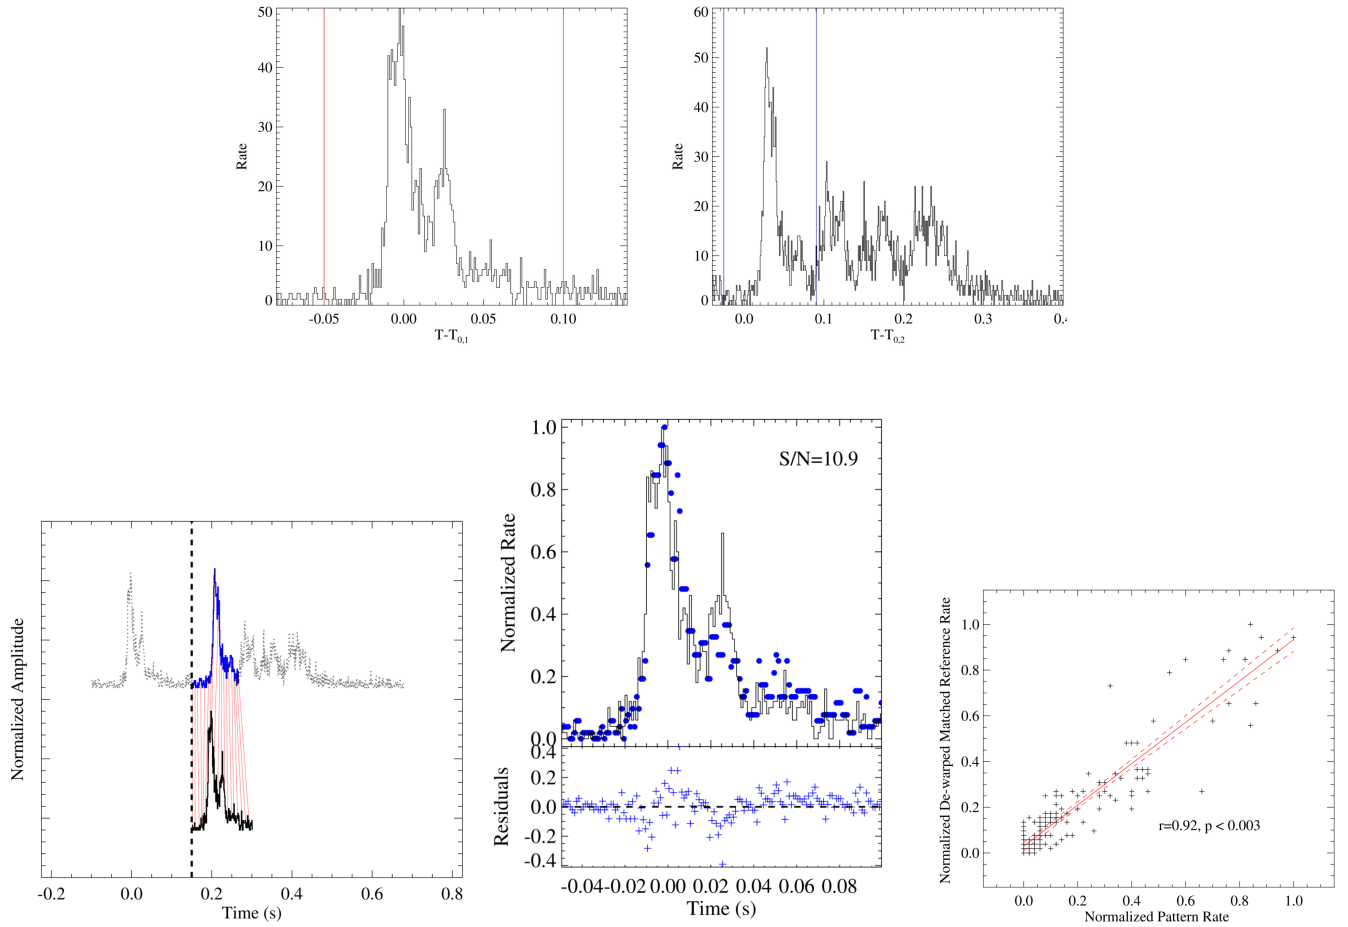 50
40
30
20
10
0
Rate
-0.05 0.00 0.05 0.10
T-T0,1
60
50
40
30
20
10
0
Rate
0.0 0.1 0.2 0.3
T-T0,2
Normalized Amplitude
-0.2 0.0 0.2 0.4 0.6 0.8
Time (s)
1.0
0.8
0.6
0.4
0.2
0.0
Normalized Rate
S/N=10.9
0.4
0.2
0.0
-0.2
-0.4
Residuals
-0.04 -0.02 0.00 0.02 0.04 0.06 0.08
Time (s)
1.0
0.8
0.6
0.4
0.2
0.0
Normalized De-warped Matched Reference Rate
r=0.92, p < 0.003
0.0 0.2 0.4 0.6 0.8 1.0
Normalized Pattern Rate